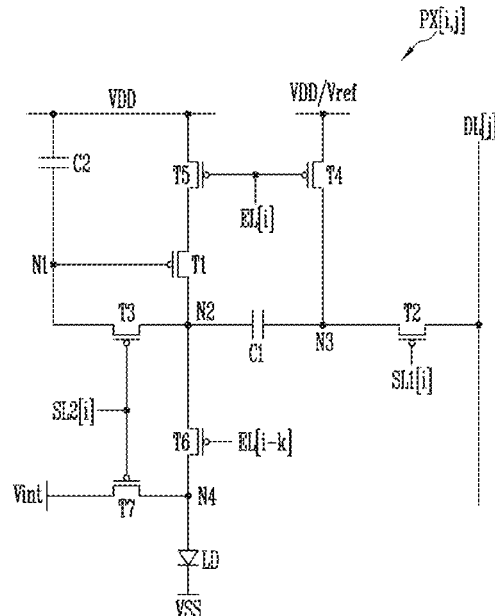 PX[i,j]
VDD
VDD/Vref
DL[j]
C2
T5
T4
EL[i]
N1
T1
T3
N2
T2
C1
N3
SL1[i]
SL2[i]
T6
EL[i-k]
Vint
T7
N4
LD
VSS